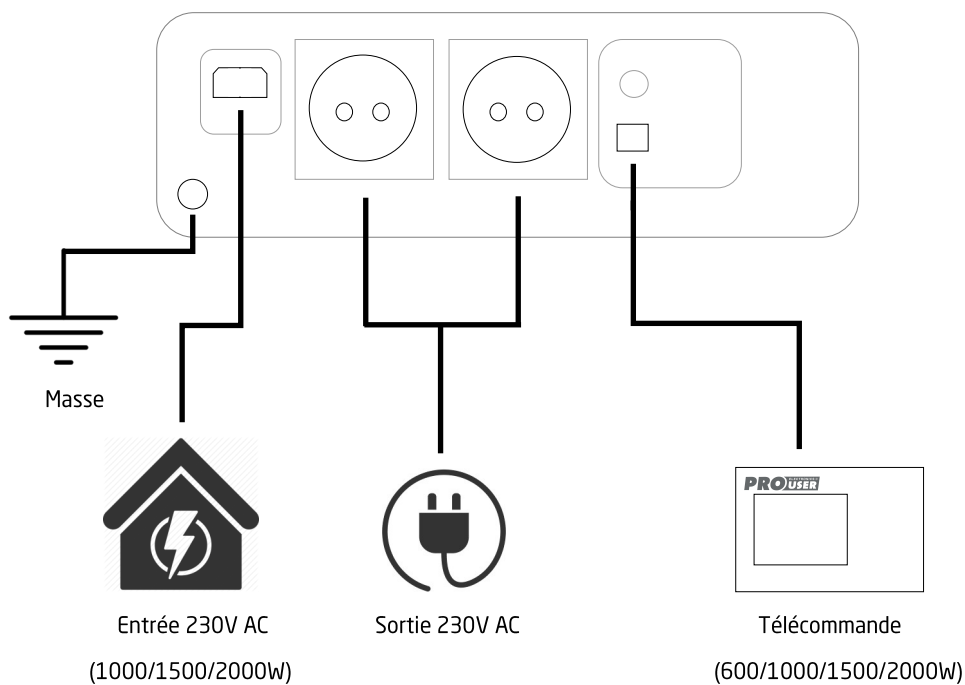 Masse
PRO USER
Entrée 230V AC
(1000/1500/2000W)
Sortie 230V AC
Télécommande
(600/1000/1500/2000W)